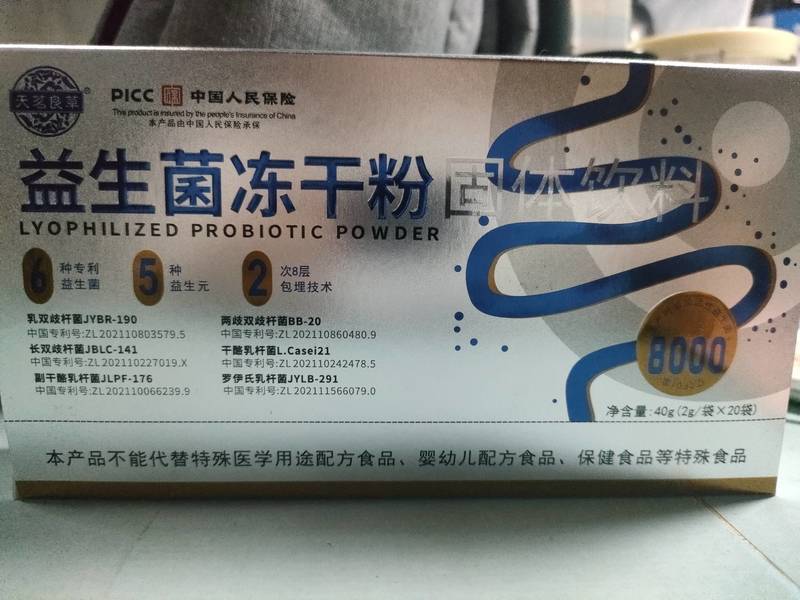 天茗良草®
PICC 中国人民保险
This product is insured by the people's Insurance of China
本产品由中国人民保险承保
益生菌冻干粉固体饮料
LYOPHILIZED PROBIOTIC POWDER
6 种专利益生菌
5 种益生元
2 次8层包埋技术
乳双歧杆菌JYBR-190
中国专利号:ZL202110803579.5
两歧双歧杆菌BB-20
中国专利号:ZL202110860480.9
长双歧杆菌JBLC-141
中国专利号:ZL202110227019.X
干酪乳杆菌L.Casei21
中国专利号:ZL202110242478.5
副干酪乳杆菌JLPF-176
中国专利号:ZL202110066239.9
罗伊氏乳杆菌JYLB-291
中国专利号:ZL202111566079.0
8000
净含量:40g(2g/袋×20袋)
本产品不能代替特殊医学用途配方食品、婴幼儿配方食品、保健食品等特殊食品